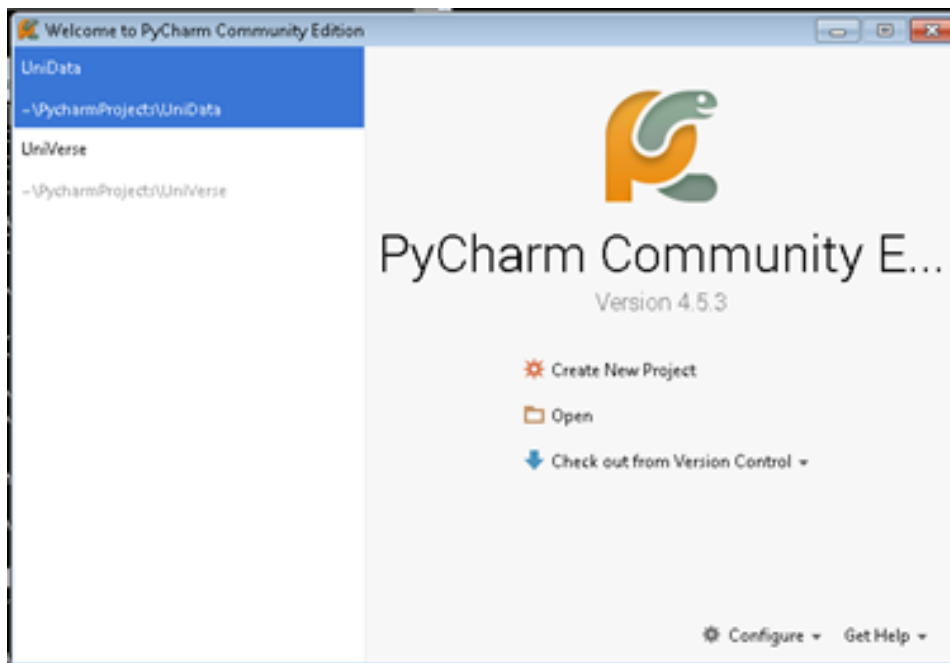 Welcome to PyCharm Community Edition
UniData
~\PycharmProjects\UniData
UniVerse
~\PycharmProjects\UniVerse
PyCharm Community E...
Version 4.5.3
Create New Project
Open
Check out from Version Control
Configure
Get Help